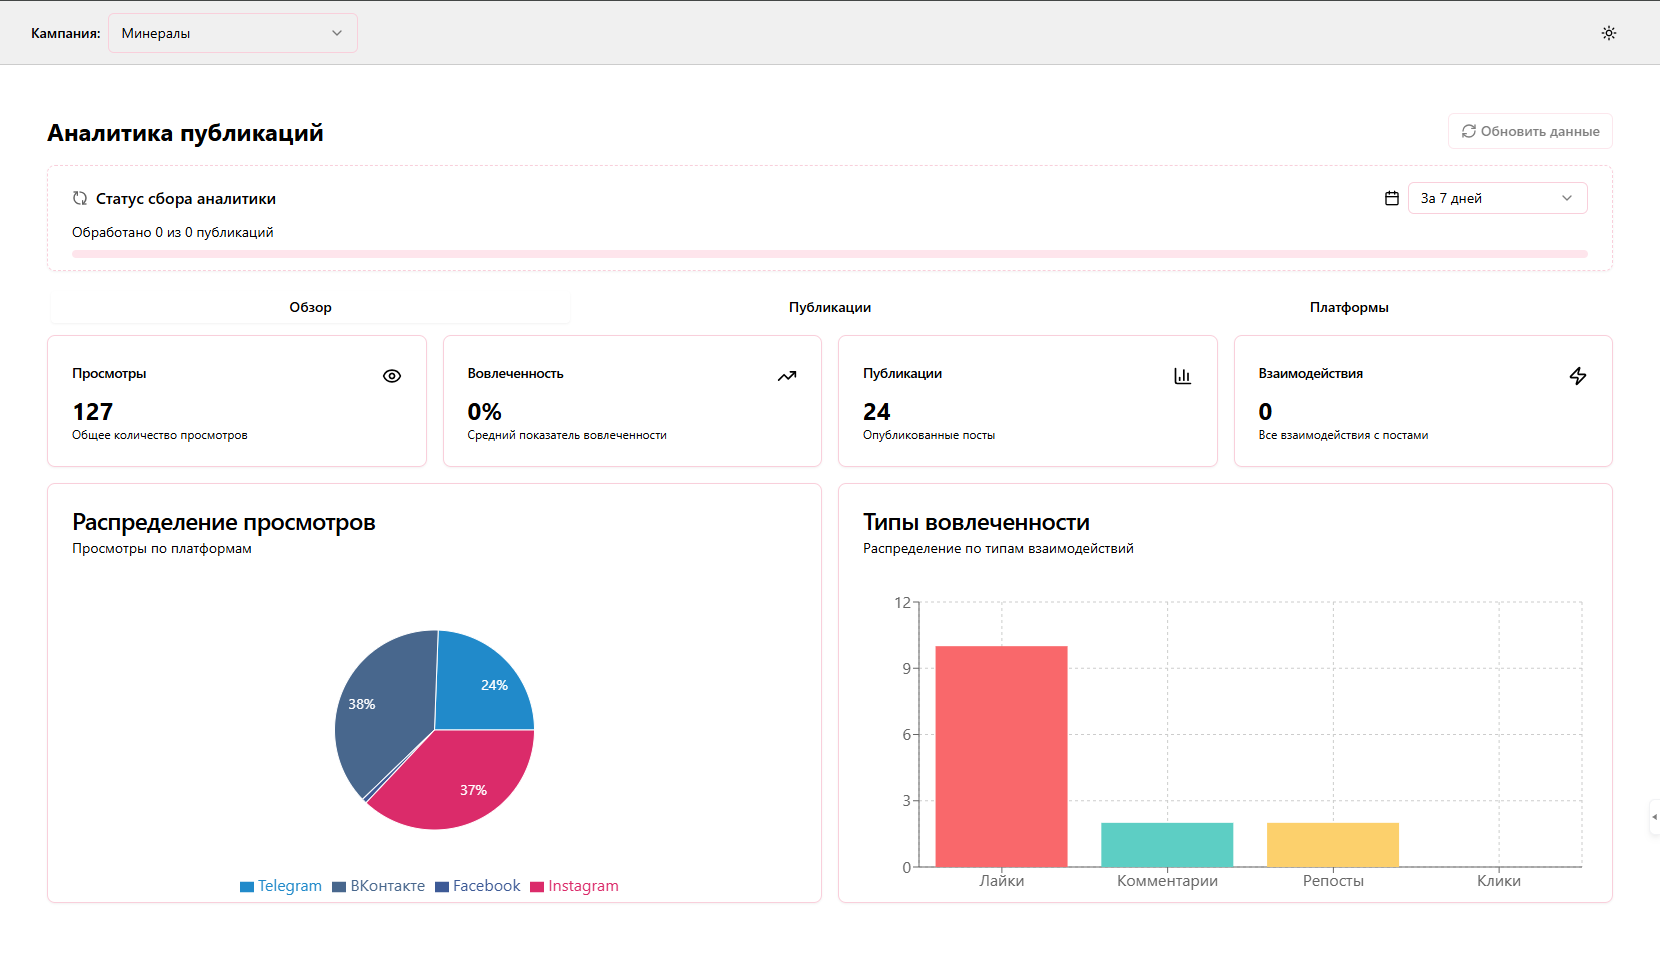 Кампания: Минералы
Аналитика публикаций
Обновить данные
Статус сбора аналитики
За 7 дней
Обработано 0 из 0 публикаций
Обзор Публикации Платформы
Просмотры
127
Общее количество просмотров
Вовлеченность
0%
Средний показатель вовлеченности
Публикации
24
Опубликованные посты
Взаимодействия
0
Все взаимодействия с постами
Распределение просмотров
Просмотры по платформам
24%
38%
37%
Telegram ВКонтакте Facebook Instagram
Типы вовлеченности
Распределение по типам взаимодействий
12
9
6
3
0
Лайки Комментарии Репосты Клики